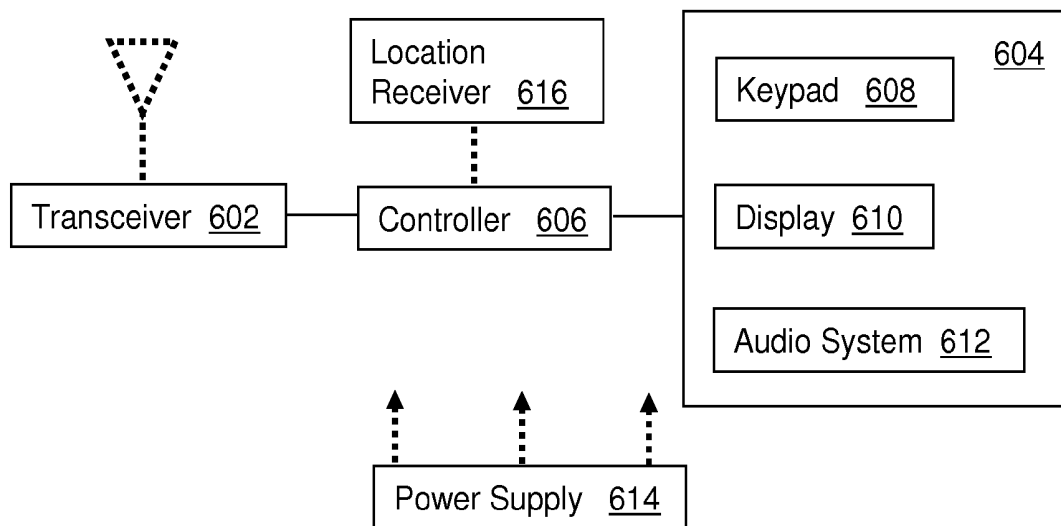 Location
Receiver 616
604
Keypad 608
Transceiver 602
Controller 606
Display 610
Audio System 612
Power Supply 614